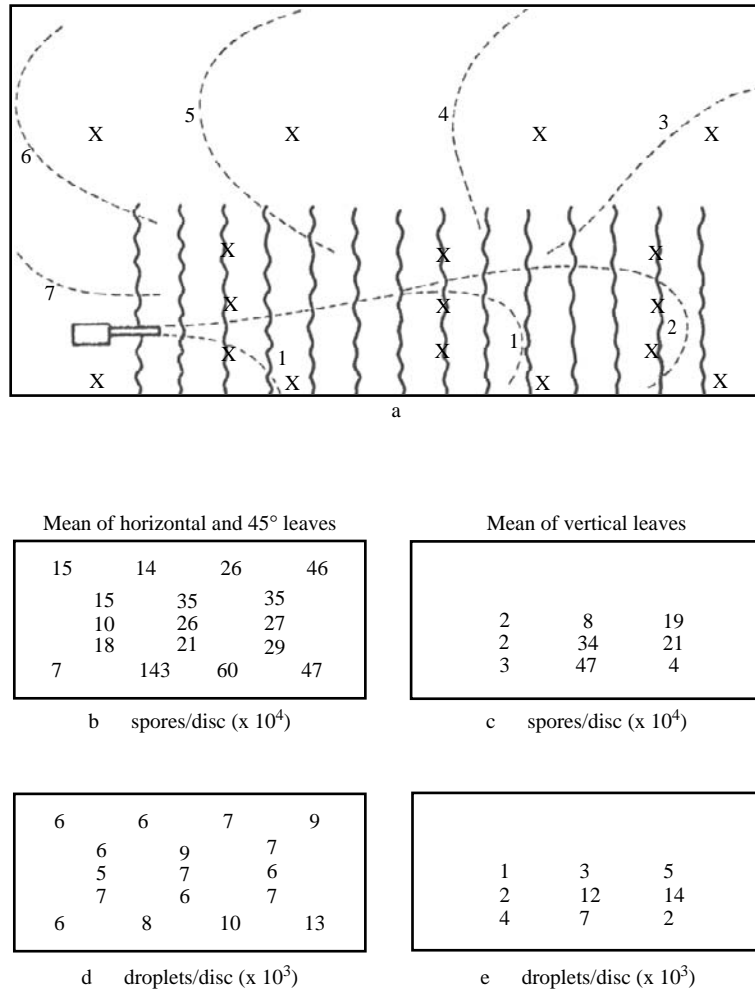 5
4
3
6
X X X X
X X X
7
X X X
2
X 1 X 1 X
X X X X
a
Mean of horizontal and 45° leaves
15 14 26 46
15 35 35
10 26 27
18 21 29
7 143 60 47
b spores/disc (x 10⁴)
Mean of vertical leaves
2 8 19
2 34 21
3 47 4
c spores/disc (x 10⁴)
6 6 7 9
6 9 7
5 7 6
7 6 7
6 8 10 13
d droplets/disc (x 10³)
1 3 5
2 12 14
4 7 2
e droplets/disc (x 10³)